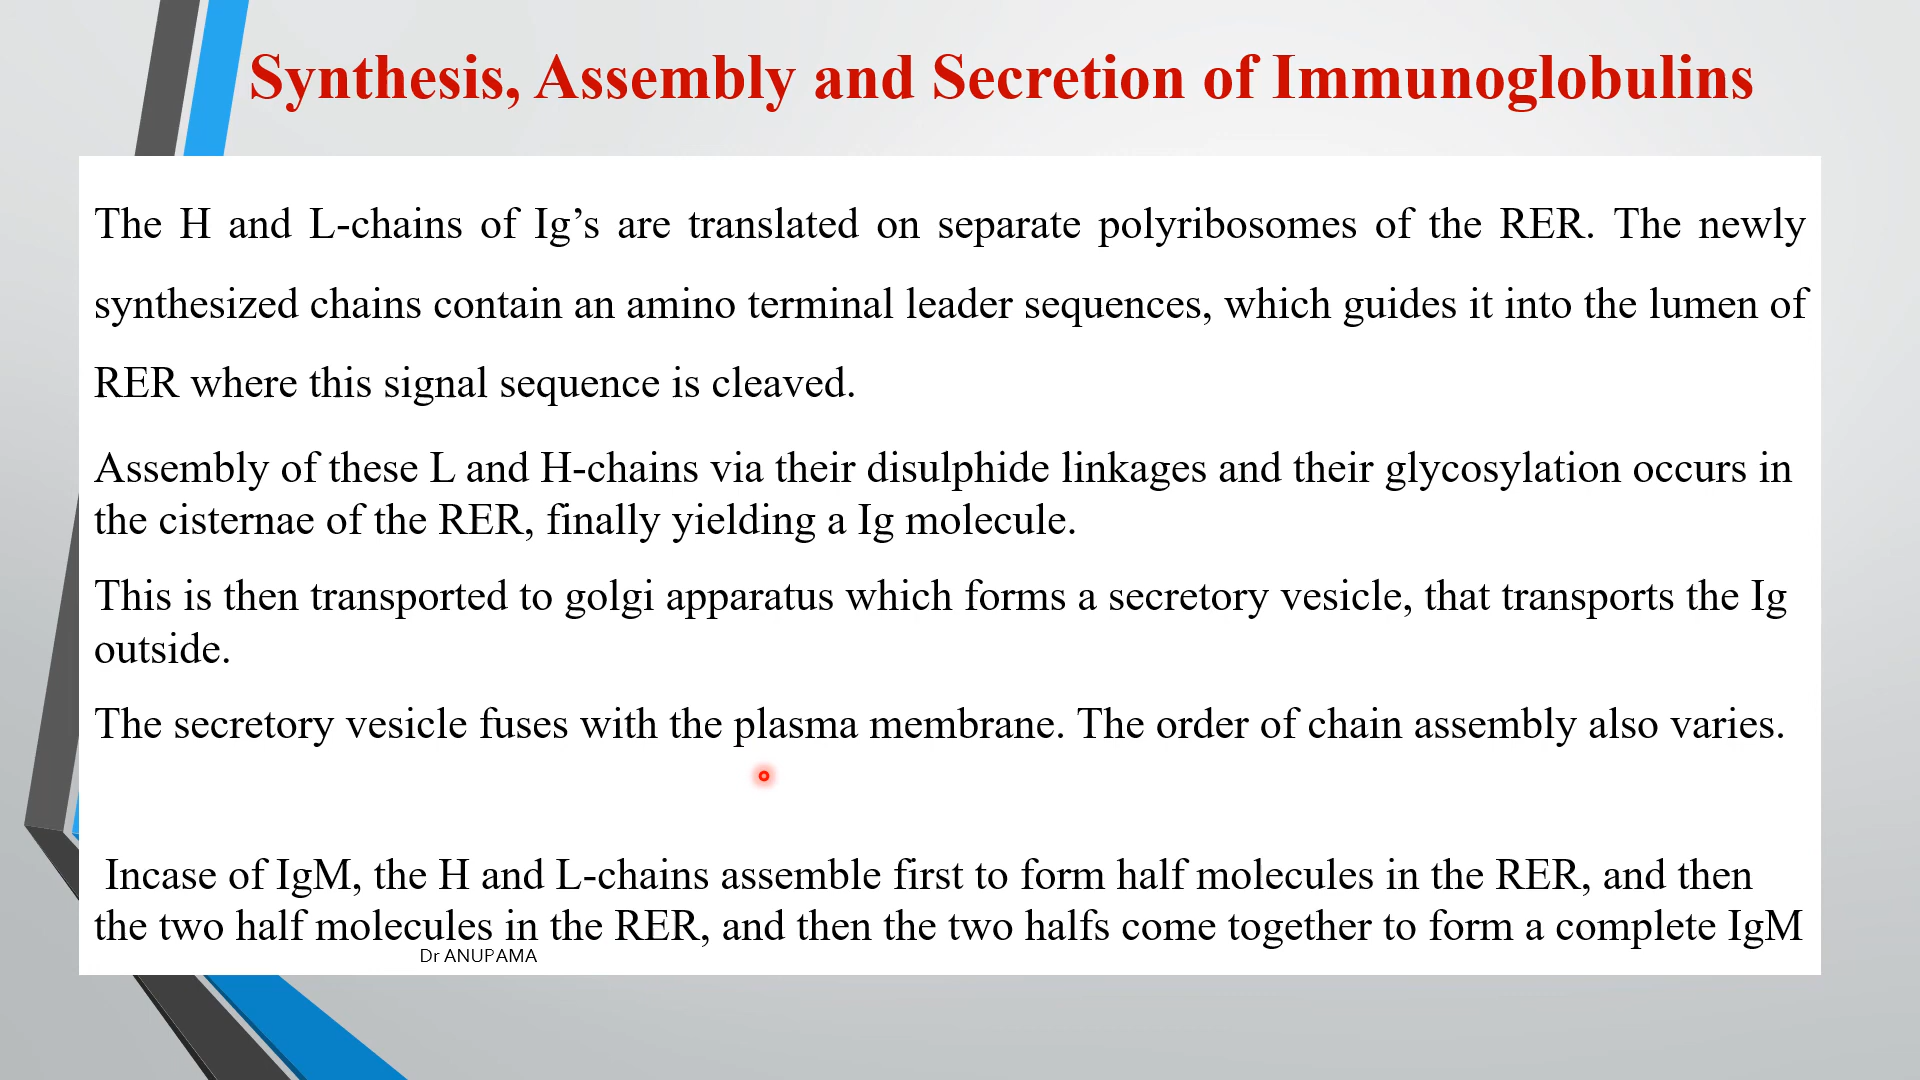 Synthesis, Assembly and Secretion of Immunoglobulins
The H and L-chains of Ig’s are translated on separate polyribosomes of the RER. The newly
synthesized chains contain an amino terminal leader sequences, which guides it into the lumen of
RER where this signal sequence is cleaved.
Assembly of these L and H-chains via their disulphide linkages and their glycosylation occurs in
the cisternae of the RER, finally yielding a Ig molecule.
This is then transported to golgi apparatus which forms a secretory vesicle, that transports the Ig
outside.
The secretory vesicle fuses with the plasma membrane. The order of chain assembly also varies.
Incase of IgM, the H and L-chains assemble first to form half molecules in the RER, and then
the two half molecules in the RER, and then the two halfs come together to form a complete IgM
Dr ANUPAMA